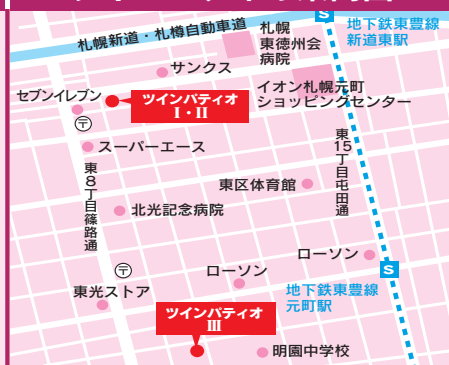 札幌新道・札樽自動車道
札幌
東徳州会
病院
S
地下鉄東豊線
新道東駅
サンクス
セブンイレブン
ツインパティオ
I・II
イオン札幌元町
ショッピングセンター
〒
スーパーエース
東8丁目篠路通
東15丁目屯田通
東区体育館
北光記念病院
〒
東光ストア
ローソン
ローソン
S
地下鉄東豊線
元町駅
ツインパティオ
III
明園中学校